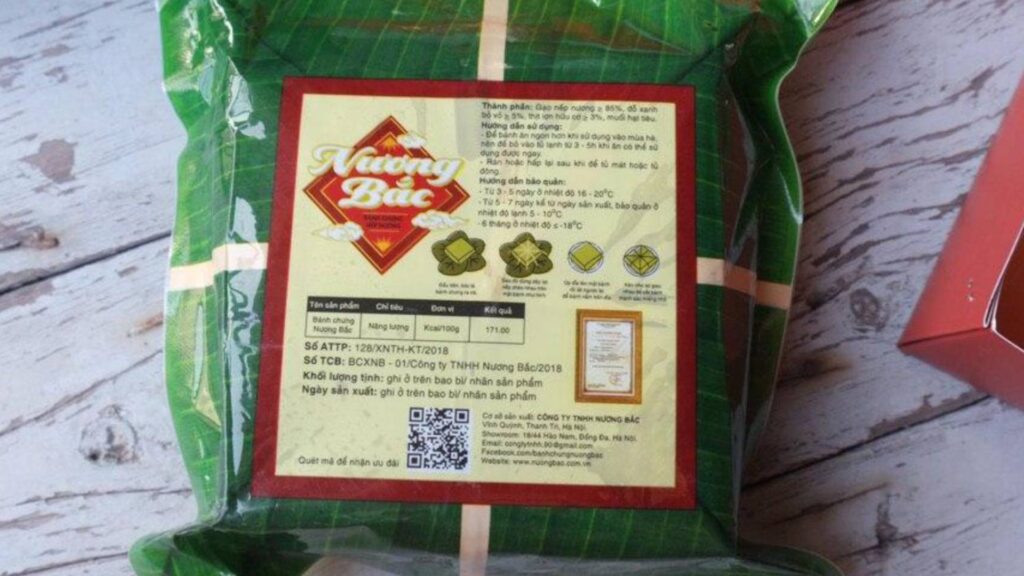 Nương
Bắc
BÁNH CHƯNG
Thành phần: Gạo nếp nương ≥ 85%, đỗ xanh
bỏ vỏ ≥ 5%, thịt lợn hữu cơ ≥ 3%, muối hạt tiêu.
Hướng dẫn sử dụng:
- Để bánh ăn ngon hơn khi sử dụng vào mùa hè,
nên để bỏ vào tủ lạnh từ 3 - 5h khi ăn có thể sử
dụng được ngay.
- Rán hoặc hấp lại sau khi để tủ mát hoặc tủ
đông.
Hướng dẫn bảo quản:
- Từ 3 - 5 ngày ở nhiệt độ 16 - 20°C
- Từ 5 - 7 ngày kể từ ngày sản xuất, bảo quản ở
nhiệt độ lạnh 5 - 10°C
- 6 tháng ở nhiệt độ ≤ -18°C
Tên sản phẩm Chỉ tiêu Đơn vị Kết quả
Bánh chưng Nương Bắc Năng lượng Kcal/100g 171.00
Số ATTP: 128/XNTH-KT/2018
Số TCB: BCXNB - 01/Công ty TNHH Nương Bắc/2018
Khối lượng tịnh: ghi ở trên bao bì/ nhãn sản phẩm
Ngày sản xuất: ghi ở trên bao bì/ nhãn sản phẩm
Quét mã để nhận ưu đãi
Cơ sở sản xuất: CÔNG TY TNHH NƯƠNG BẮC
Vĩnh Quỳnh, Thanh Trì, Hà Nội.
Showroom: 18/44 Hào Nam, Đống Đa, Hà Nội.
Email: congtytnhh.90@gmail.com
Facebook.com/banhchungnuongbac
Website: www.nuongbac.com.vn